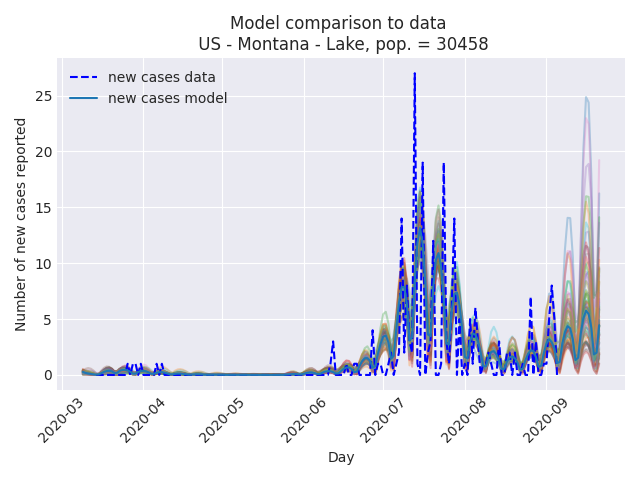 Model comparison to data
US - Montana - Lake, pop. = 30458
new cases data
new cases model
Number of new cases reported
25
20
15
10
5
0
2020-03
2020-04
2020-05
2020-06
2020-07
2020-08
2020-09
Day